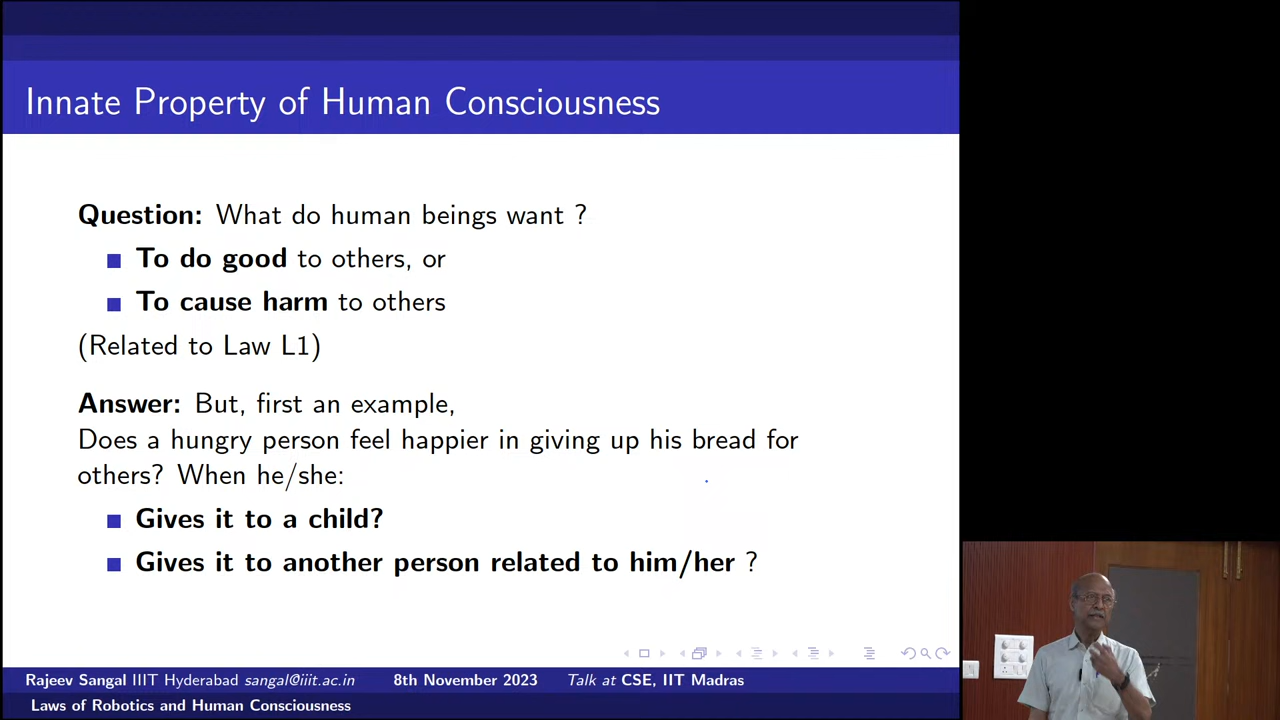 Innate Property of Human Consciousness
Question: What do human beings want ?
To do good to others, or
To cause harm to others
(Related to Law L1)
Answer: But, first an example,
Does a hungry person feel happier in giving up his bread for
others? When he/she:
Gives it to a child?
Gives it to another person related to him/her ?
Rajeev Sangal IIIT Hyderabad sangal@iiit.ac.in 8th November 2023 Talk at CSE, IIT Madras
Laws of Robotics and Human Consciousness